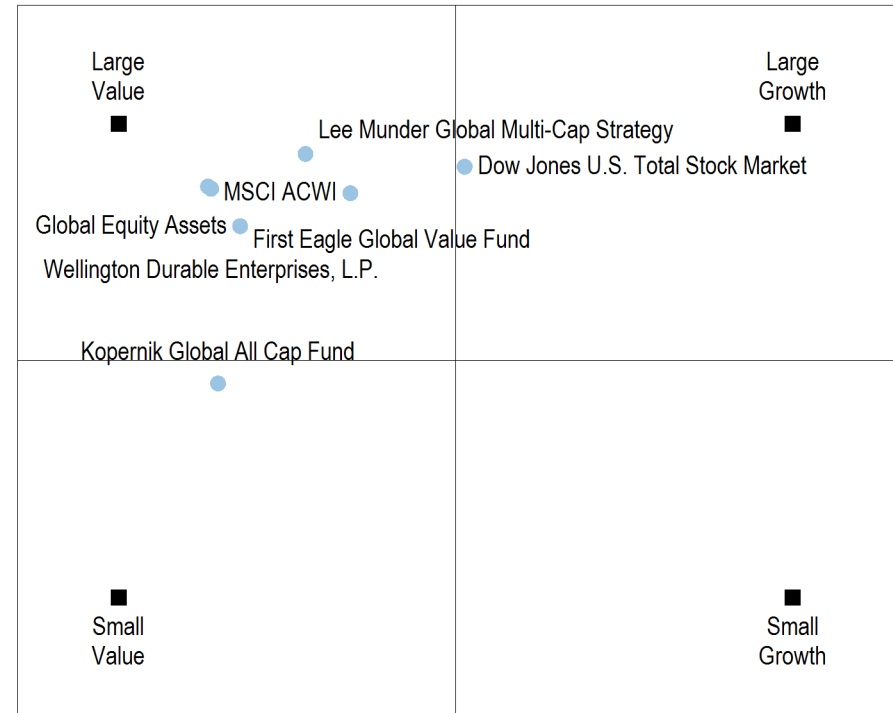 Large
Value
Large
Growth
Lee Munder Global Multi-Cap Strategy
Dow Jones U.S. Total Stock Market
MSCI ACWI
Global Equity Assets
First Eagle Global Value Fund
Wellington Durable Enterprises, L.P.
Kopernik Global All Cap Fund
Small
Value
Small
Growth